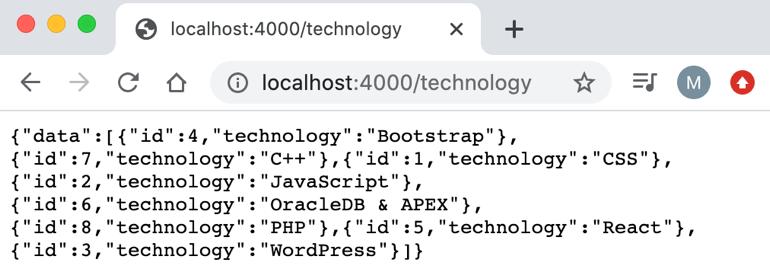 localhost:4000/technology
localhost:4000/technology
M
{"data":[{"id":4,"technology":"Bootstrap"},
{"id":7,"technology":"C++"},{"id":1,"technology":"CSS"},
{"id":2,"technology":"JavaScript"},
{"id":6,"technology":"OracleDB & APEX"},
{"id":8,"technology":"PHP"},{"id":5,"technology":"React"},
{"id":3,"technology":"WordPress"}]}